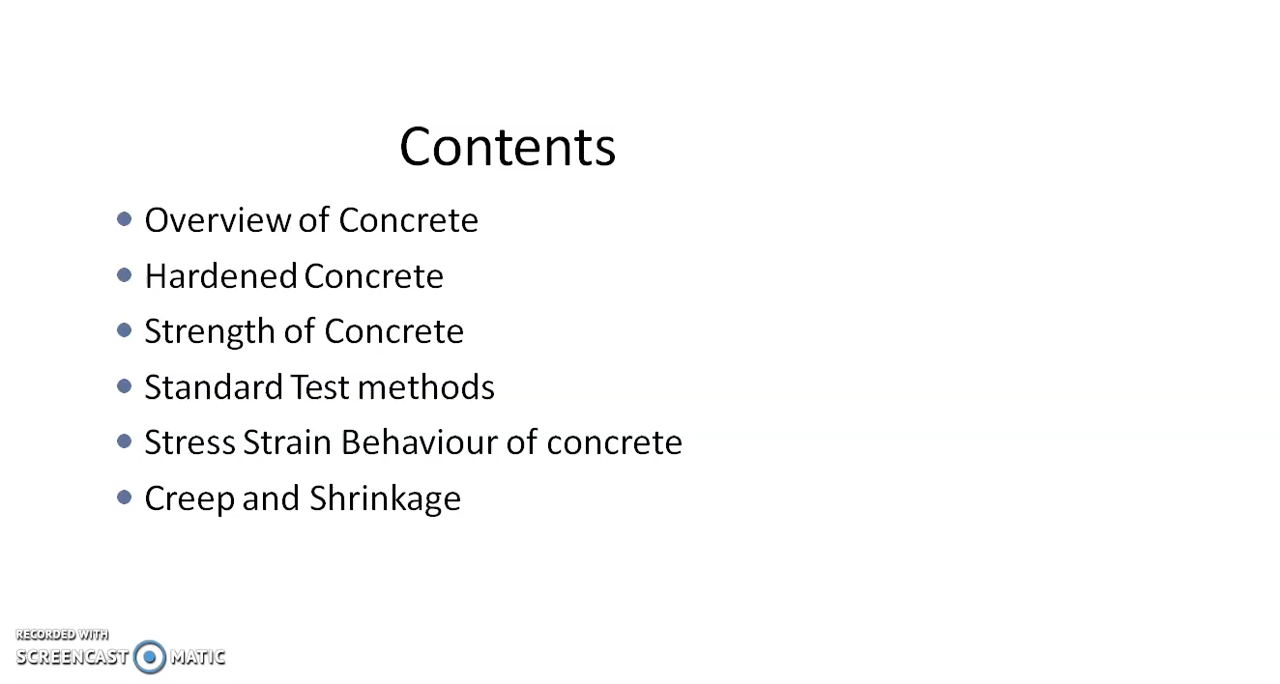 Contents
• Overview of Concrete
• Hardened Concrete
• Strength of Concrete
• Standard Test methods
• Stress Strain Behaviour of concrete
• Creep and Shrinkage
RECORDED WITH
SCREENCAST MATIC